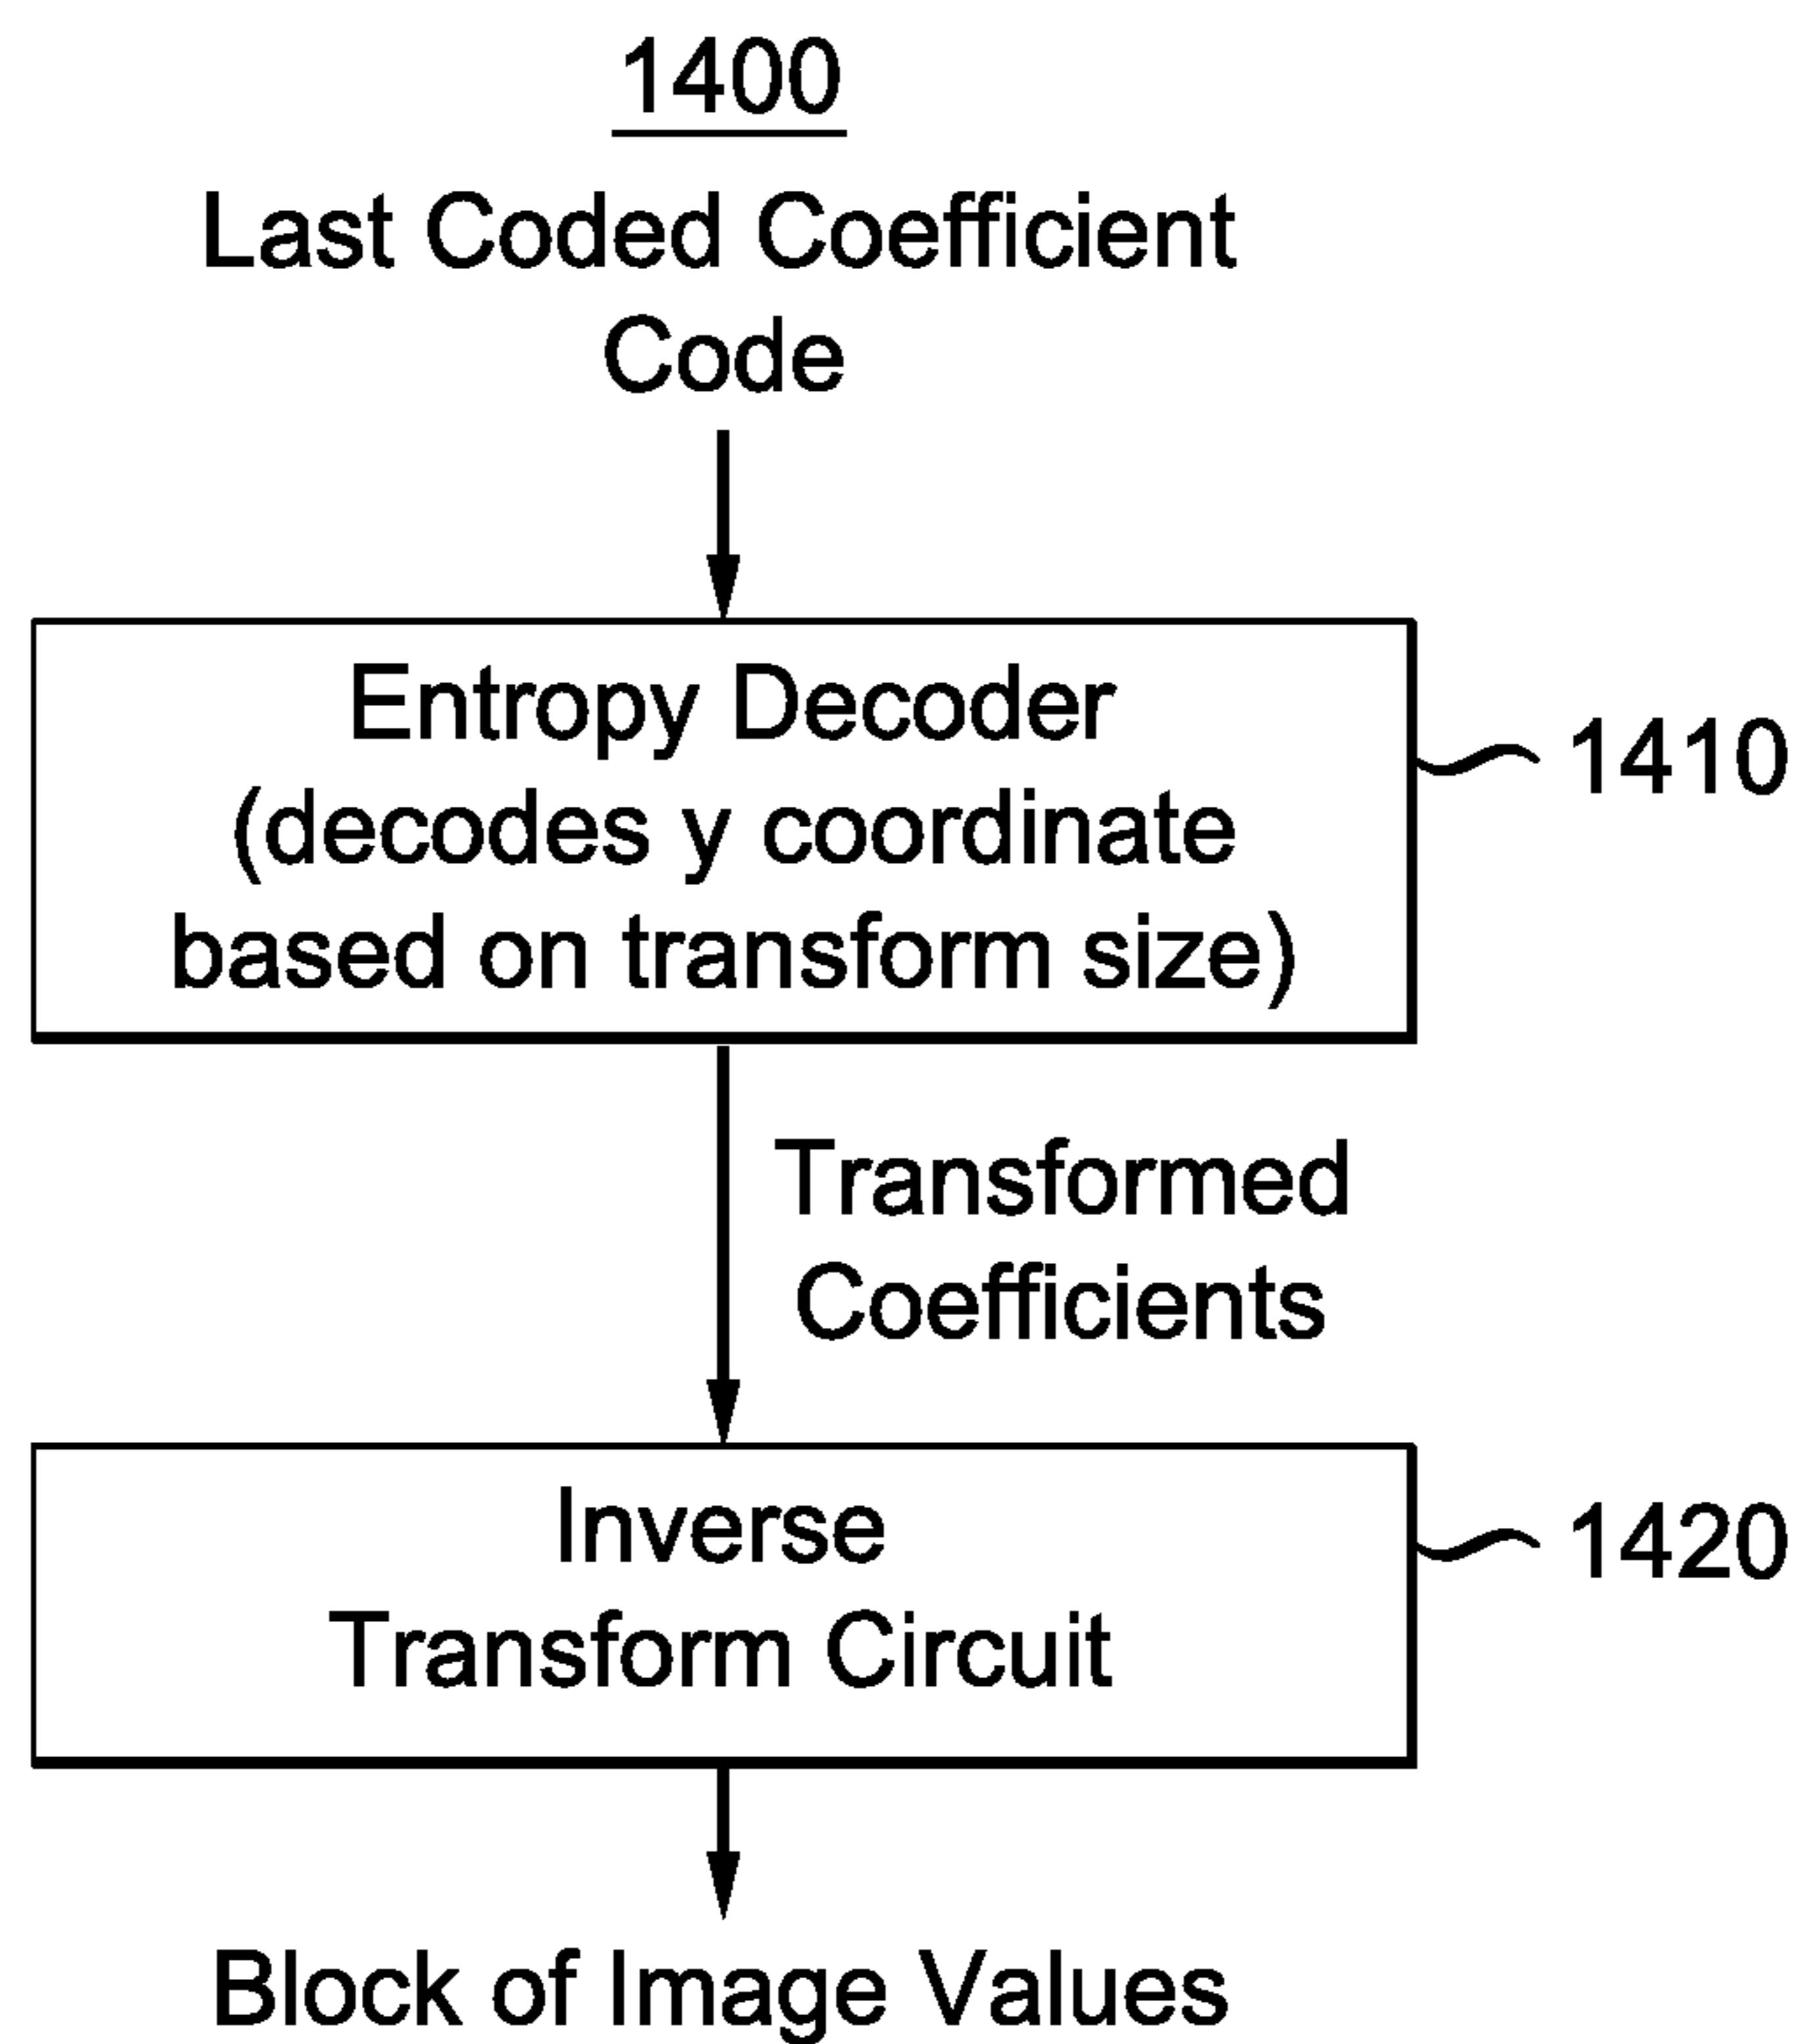 1400
Last Coded Coefficient
Code
Entropy Decoder
(decodes y coordinate
based on transform size)
1410
Transformed
Coefficients
Inverse
Transform Circuit
1420
Block of Image Values